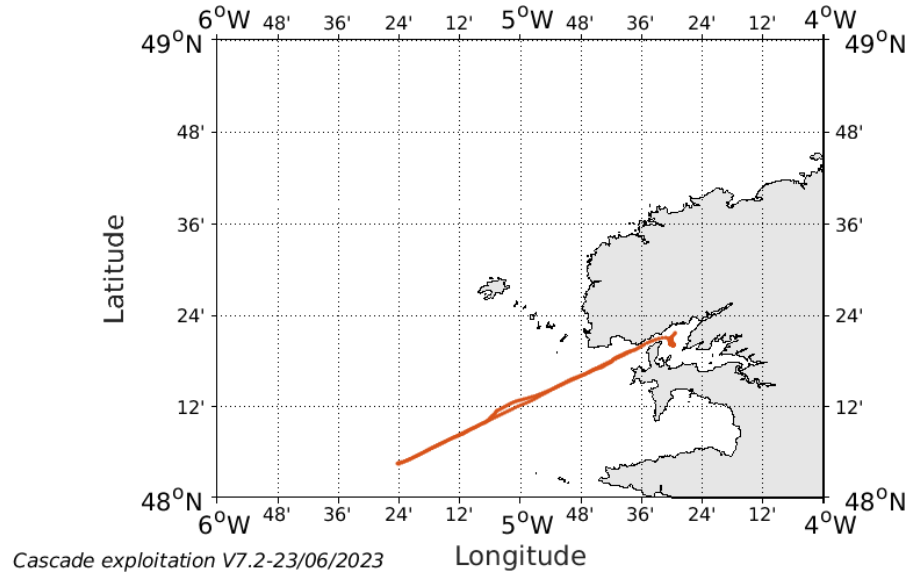 6°W 48' 36' 24' 12' 5°W 48' 36' 24' 12' 4°W
49°N 49°N
48' 48'
36' 36'
Latitude
24' 24'
12' 12'
48°N 48°N
6°W 48' 36' 24' 12' 5°W 48' 36' 24' 12' 4°W
Cascade exploitation V7.2-23/06/2023 Longitude